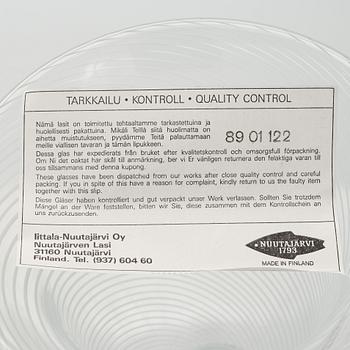 TARKKAILU • KONTROLL • QUALITY CONTROL
Nämä lasit on toimitettu tehtaaltamme tarkastettuina ja
huolellisesti pakattuina. Mikäli Teillä siitä huolimatta on
aihetta muistutukseen, pyydämme Teitä palauttamaan
meille viallisen tavaran ja tämän lipukkeen.
89 01 122
Dessa glas har expedierats från bruket efter kvalitetskontroll och omsorgsfull förpackning.
Om Ni det oaktat har skäl till anmärkning, ber vi Er vänligen returnera den felaktiga varan till
oss tillsammans med denna kupong.
These glasses have been dispatched from our works after close quality control and careful
packing. If you in spite of this have a reason for complaint, kindly return to us the faulty item
together with this slip.
Diese Gläser haben kontrolliert und gut verpackt unser Werk verlassen. Sollten Sie trotzdem
Mängel an der Ware feststellen, bitten wir Sie, diese zusammen mit dem Kontrollschein an
uns zurückzusenden.
Iittala-Nuutajärvi Oy
Nuutajärven Lasi
31160 Nuutajärvi
Finland. Tel. (937) 604 60
NUUTAJÄRVI
1793
MADE IN FINLAND